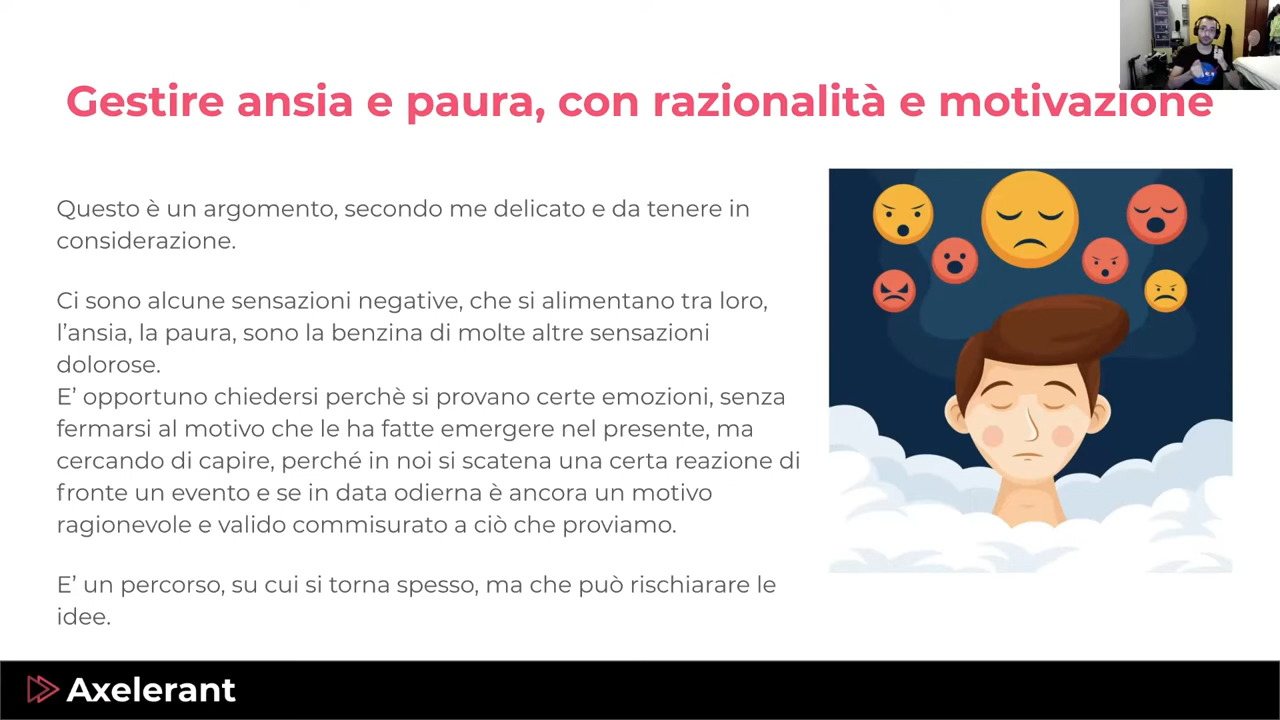 Gestire ansia e paura, con razionalità e motivazione
Questo è un argomento, secondo me delicato e da tenere in
considerazione.
Ci sono alcune sensazioni negative, che si alimentano tra loro,
l’ansia, la paura, sono la benzina di molte altre sensazioni
dolorose.
E’ opportuno chiedersi perchè si provano certe emozioni, senza
fermarsi al motivo che le ha fatte emergere nel presente, ma
cercando di capire, perché in noi si scatena una certa reazione di
fronte un evento e se in data odierna è ancora un motivo
ragionevole e valido commisurato a ciò che proviamo.
E’ un percorso, su cui si torna spesso, ma che può rischiarare le
idee.
Axelerant